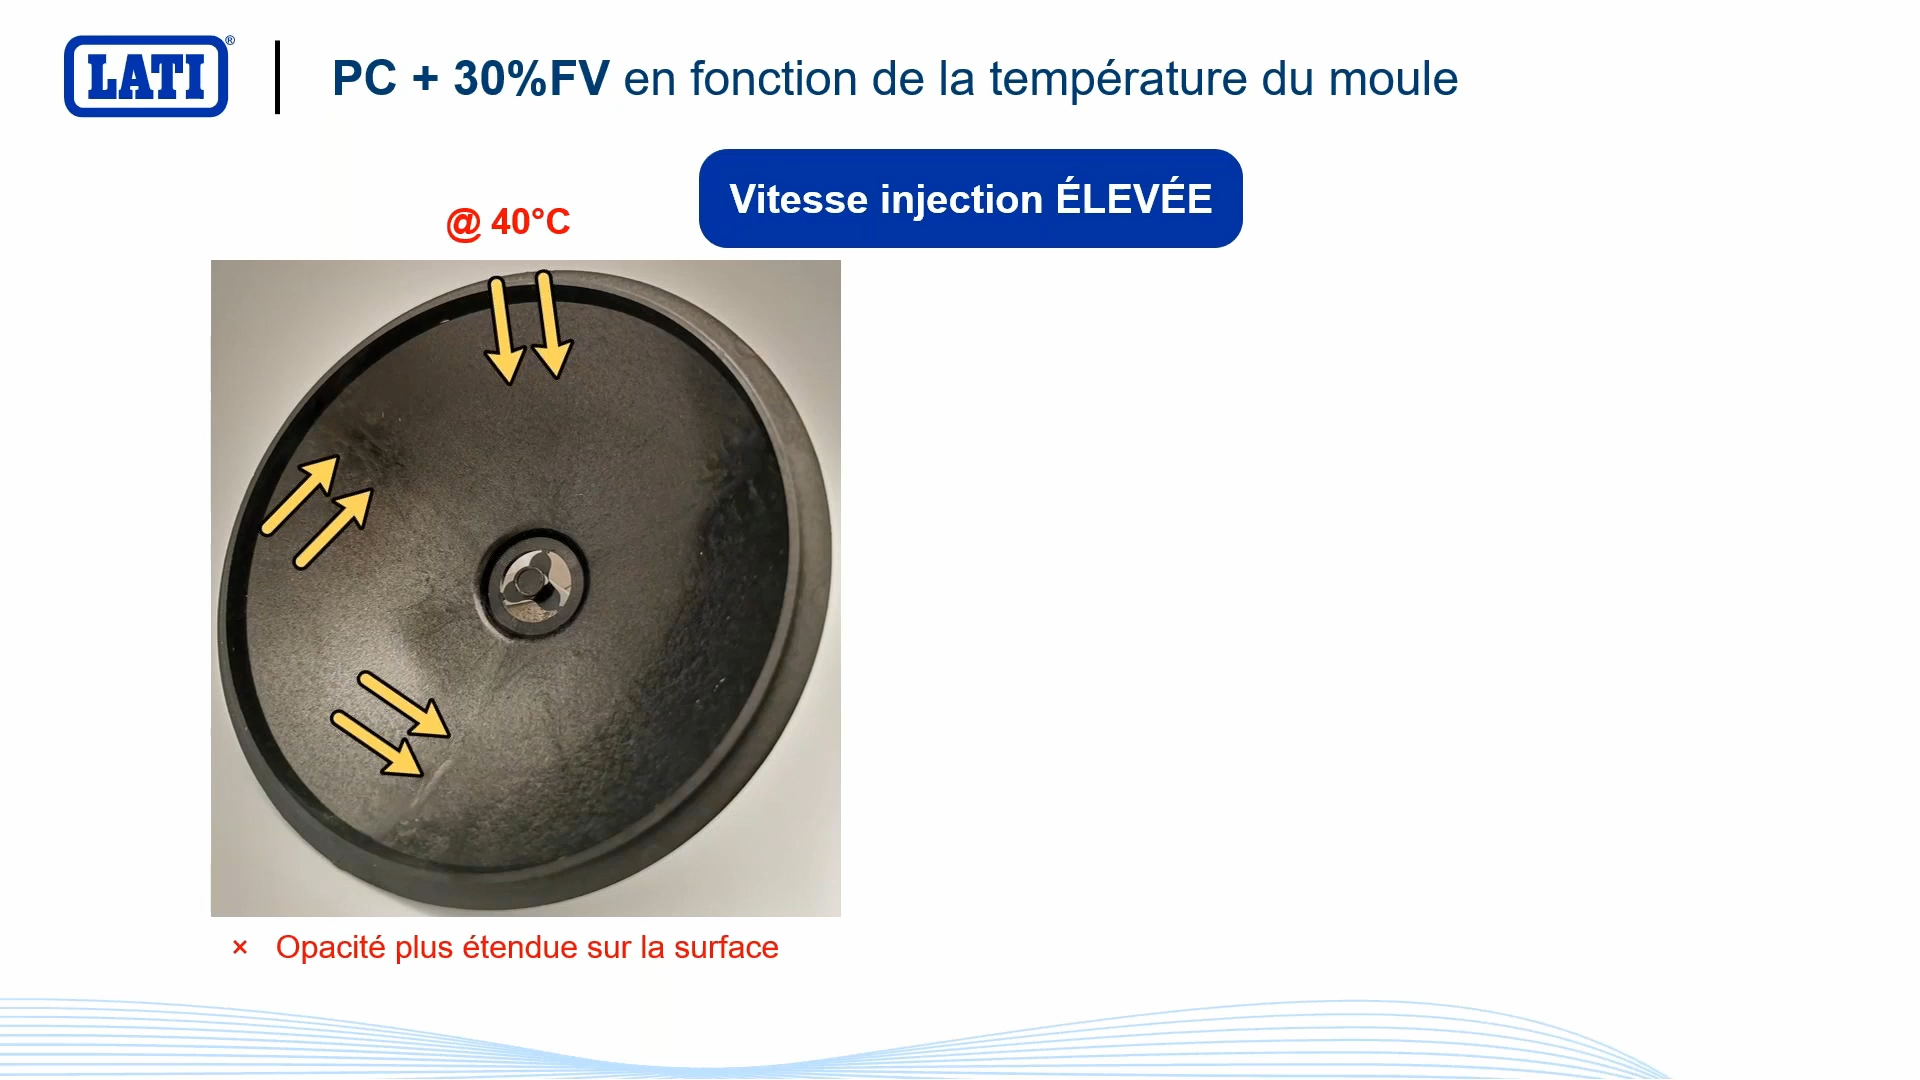 LATI®
PC + 30%FV en fonction de la température du moule
Vitesse injection ÉLEVÉE
@ 40°C
× Opacité plus étendue sur la surface